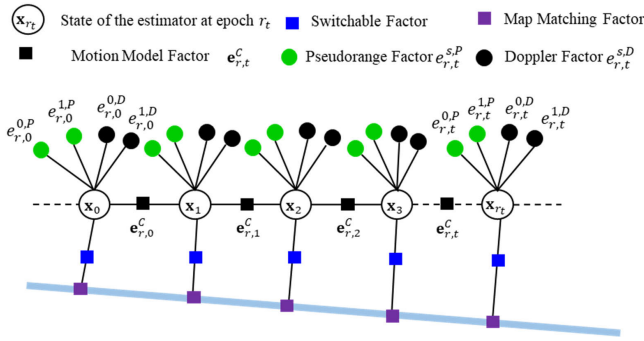 𝐱_{r_t} State of the estimator at epoch r_t Switchable Factor Map Matching Factor
Motion Model Factor 𝐞^C_{r,t} Pseudorange Factor e^{s,P}_{r,t} Doppler Factor e^{s,D}_{r,t}
e^{0,P}_{r,0} e^{1,P}_{r,0} e^{0,D}_{r,0} e^{1,D}_{r,0} e^{0,P}_{r,t} e^{1,P}_{r,t} e^{0,D}_{r,t} e^{1,D}_{r,t}
𝐱_0 𝐱_1 𝐱_2 𝐱_3 𝐱_{r_t}
𝐞^C_{r,0} 𝐞^C_{r,1} 𝐞^C_{r,2} 𝐞^C_{r,t}